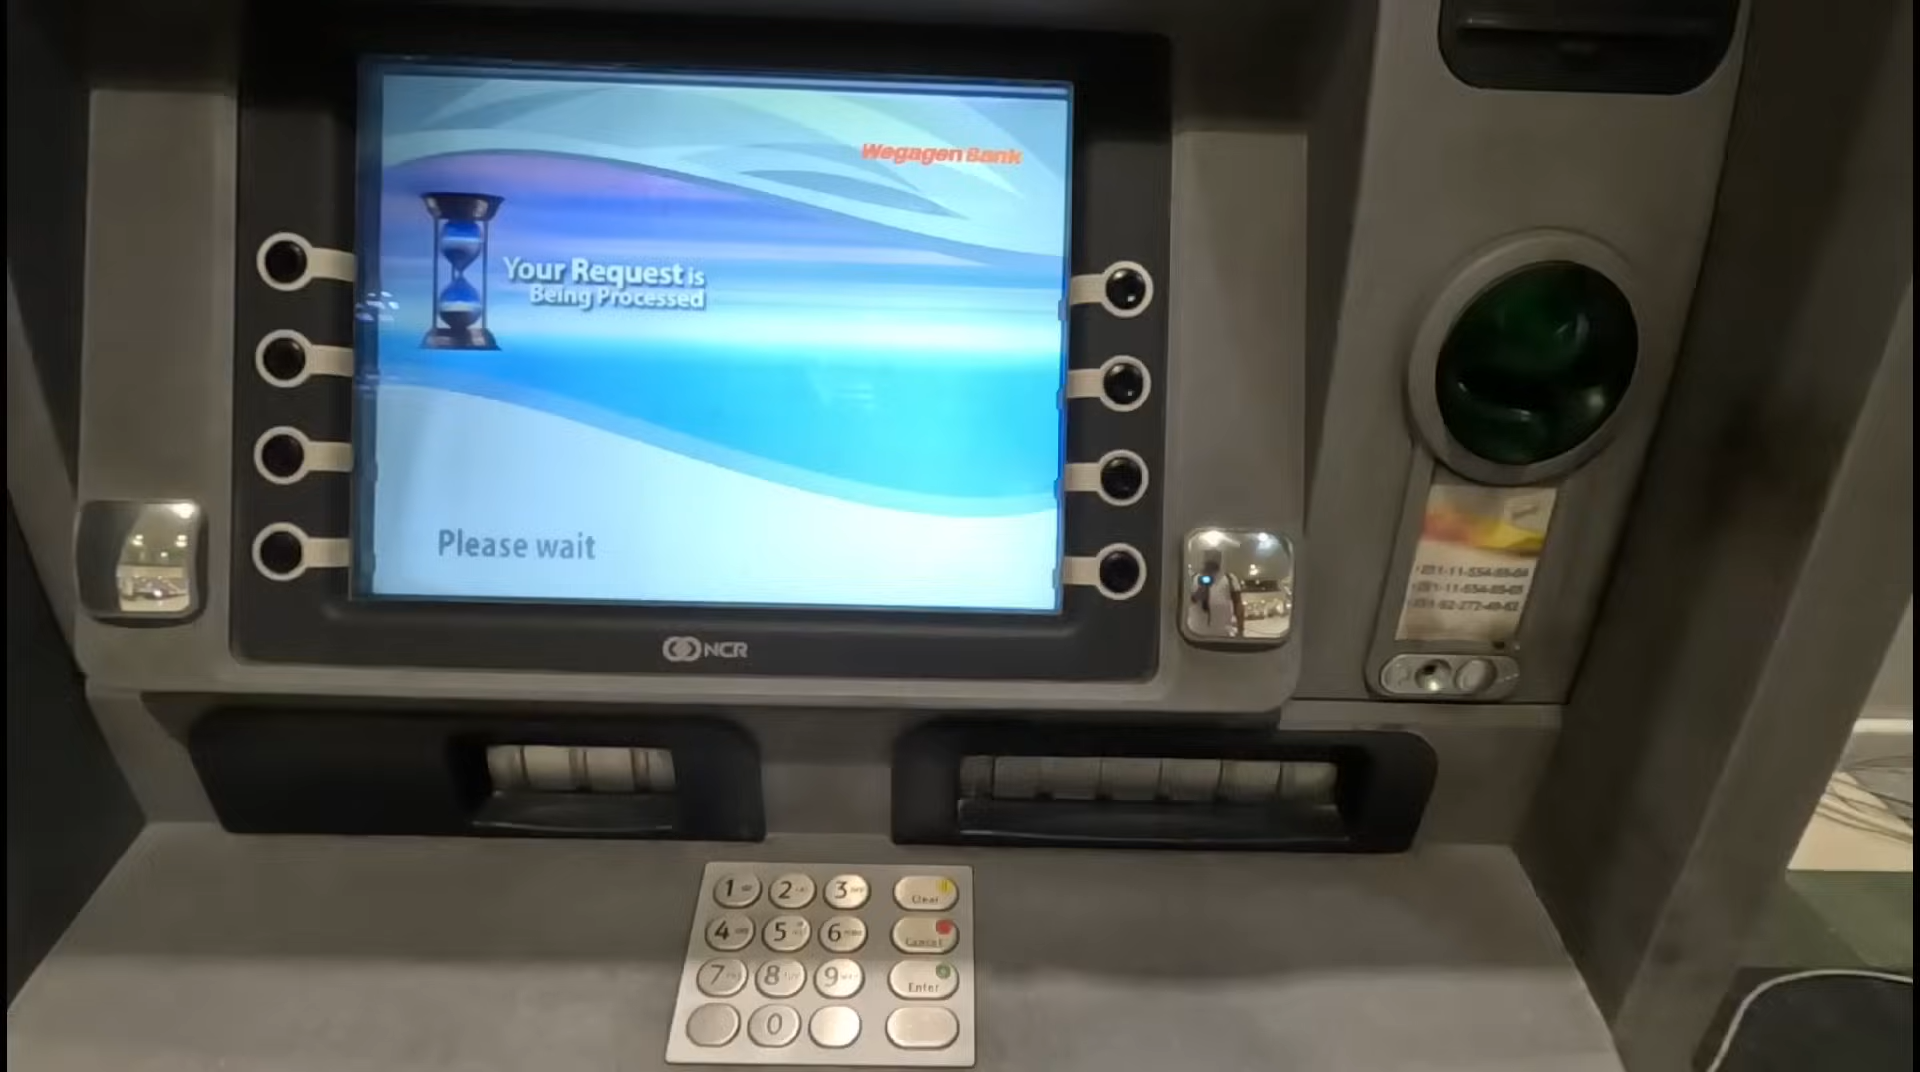 Wegagen Bank
Your Request is
Being Processed
Please wait
NCR
1 2 3 Clear
4 5 6 Cancel
7 8 9 Enter
0